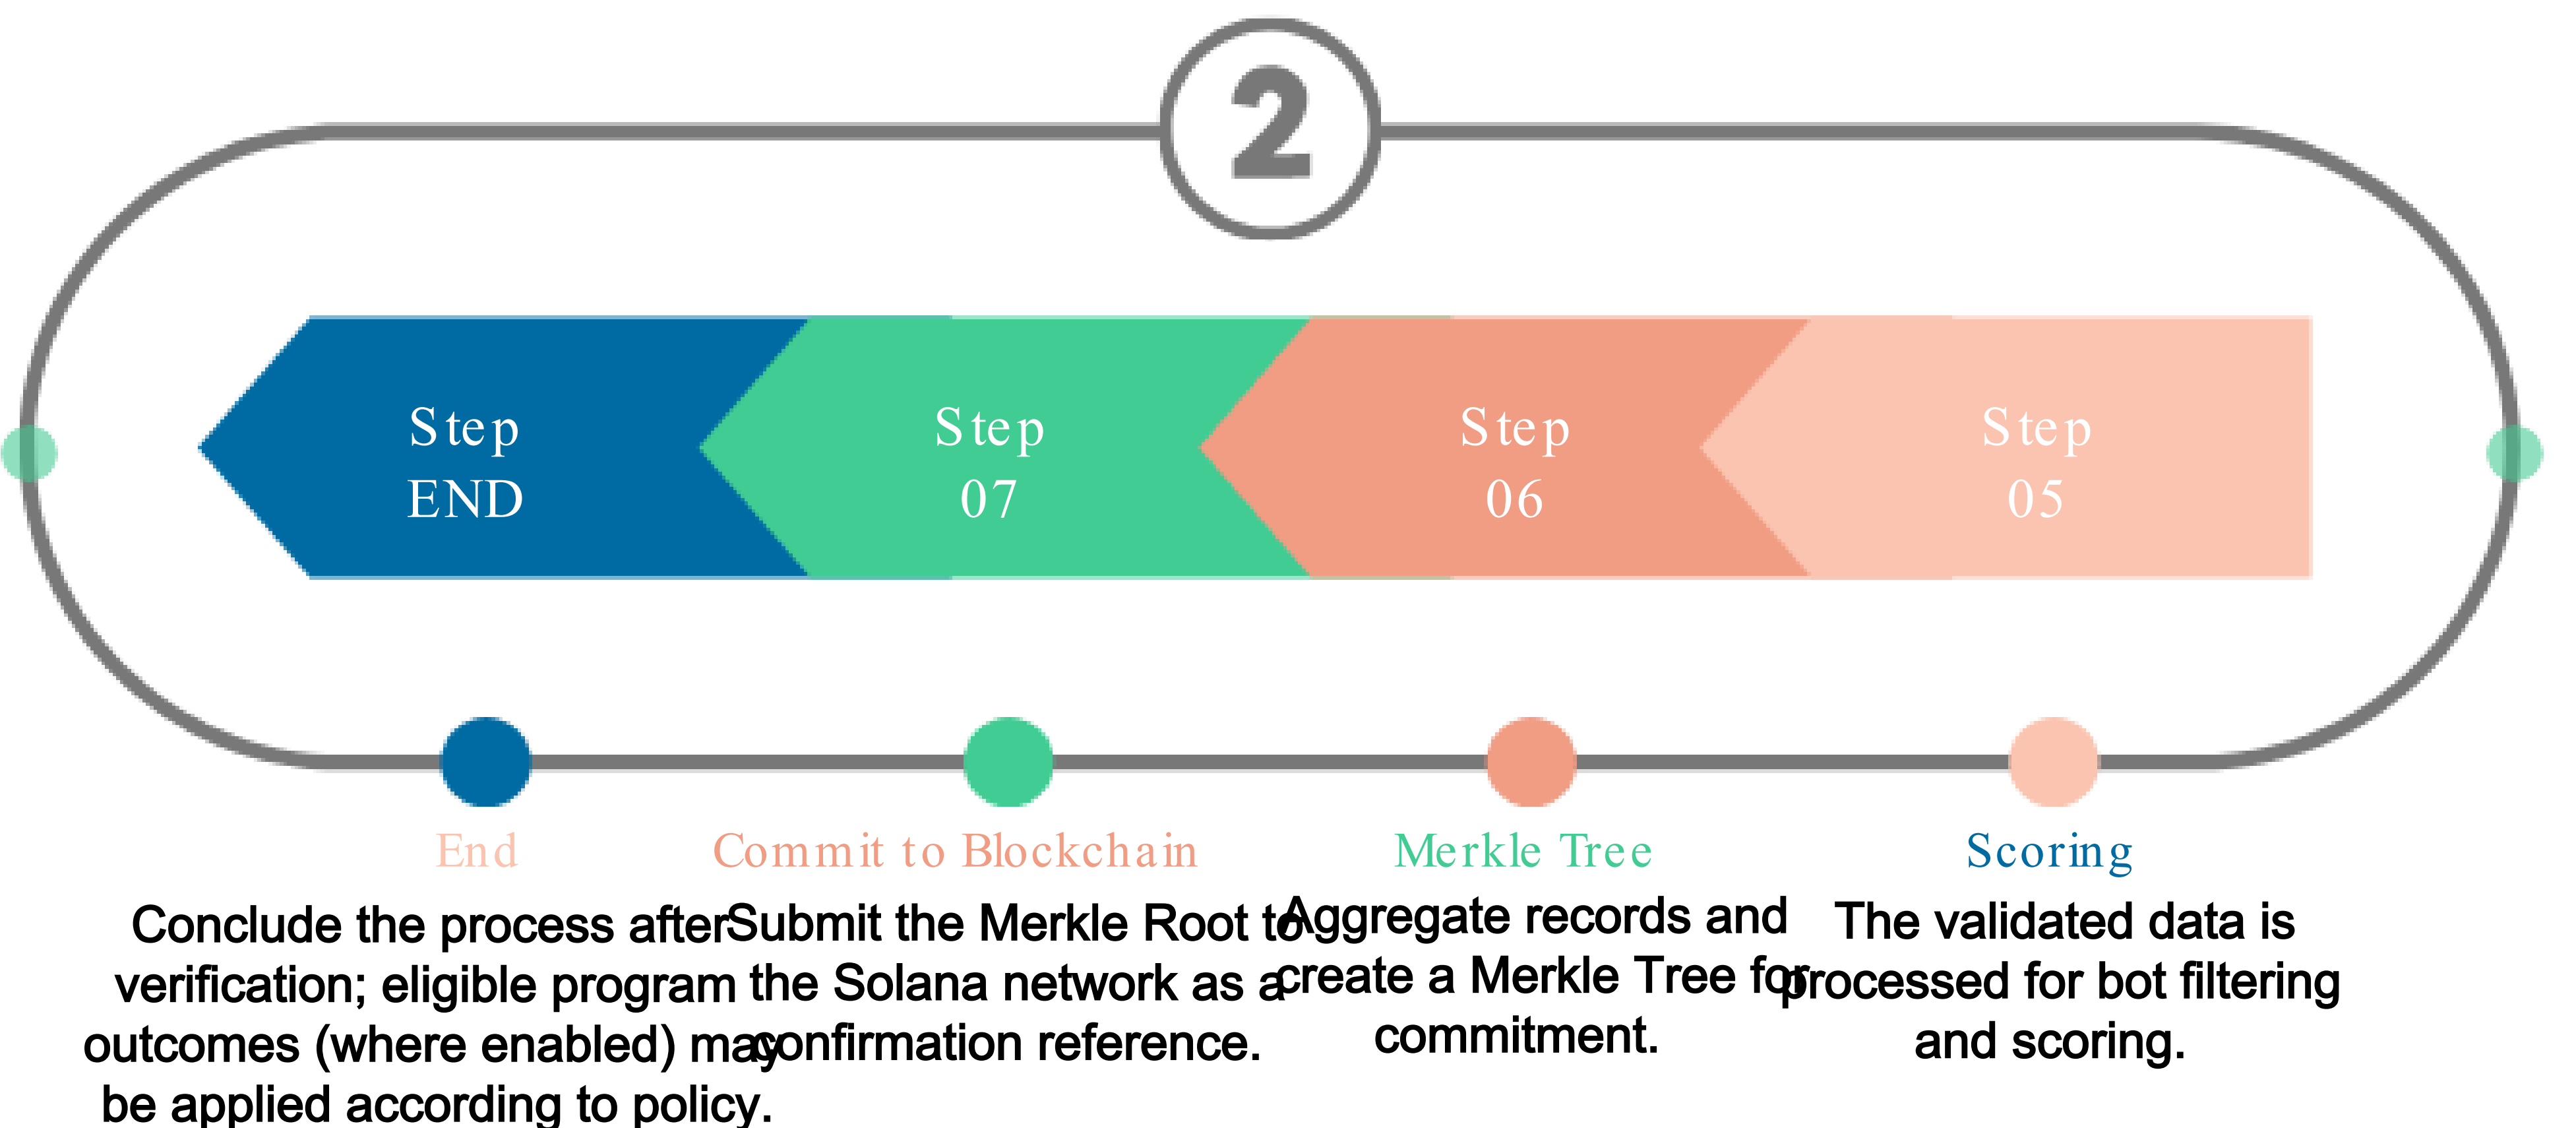 2
Step
END
Step
07
Step
06
Step
05
End
Conclude the process after
verification; eligible program
outcomes (where enabled) may
be applied according to policy.
Commit to Blockchain
Submit the Merkle Root to
the Solana network as a
confirmation reference.
Merkle Tree
Aggregate records and
create a Merkle Tree for
commitment.
Scoring
The validated data is
processed for bot filtering
and scoring.